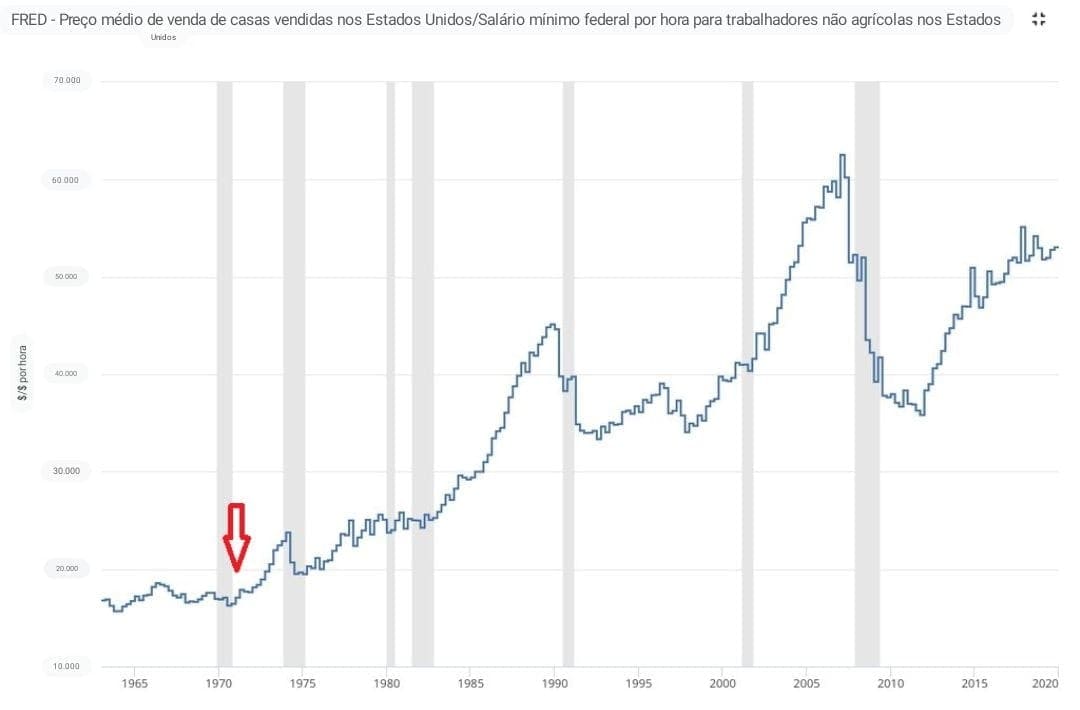 FRED - Preço médio de venda de casas vendidas nos Estados Unidos/Salário mínimo federal por hora para trabalhadores não agrícolas nos Estados
Unidos
70.000
60.000
50.000
40.000
30.000
20.000
10.000
$/$ por hora
1965 1970 1975 1980 1985 1990 1995 2000 2005 2010 2015 2020